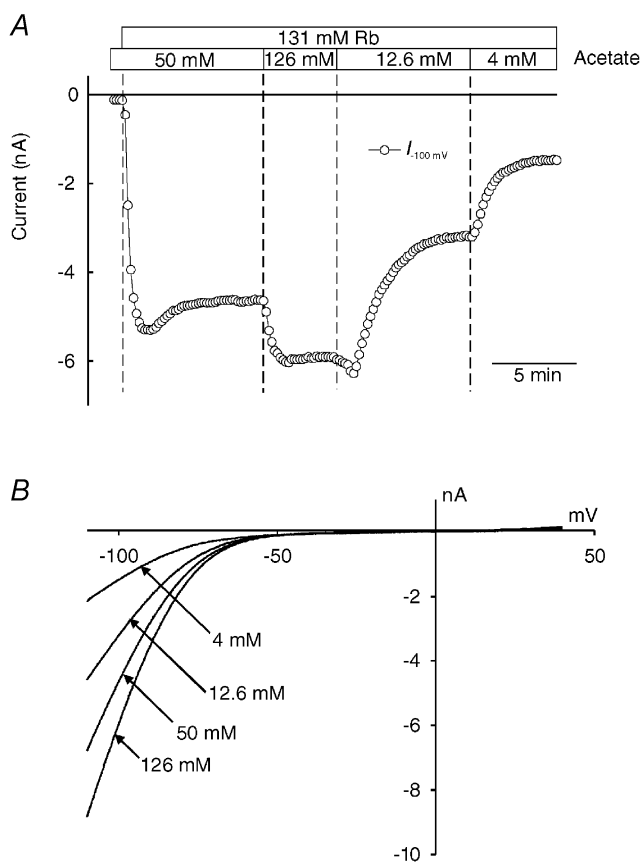 A
131 mM Rb
50 mM 126 mM 12.6 mM 4 mM Acetate
0
-2
-4
-6
Current (nA)
I-100 mV
5 min
B
nA
mV
-100 -50 50
-2
-4
-6
-8
-10
4 mM
12.6 mM
50 mM
126 mM